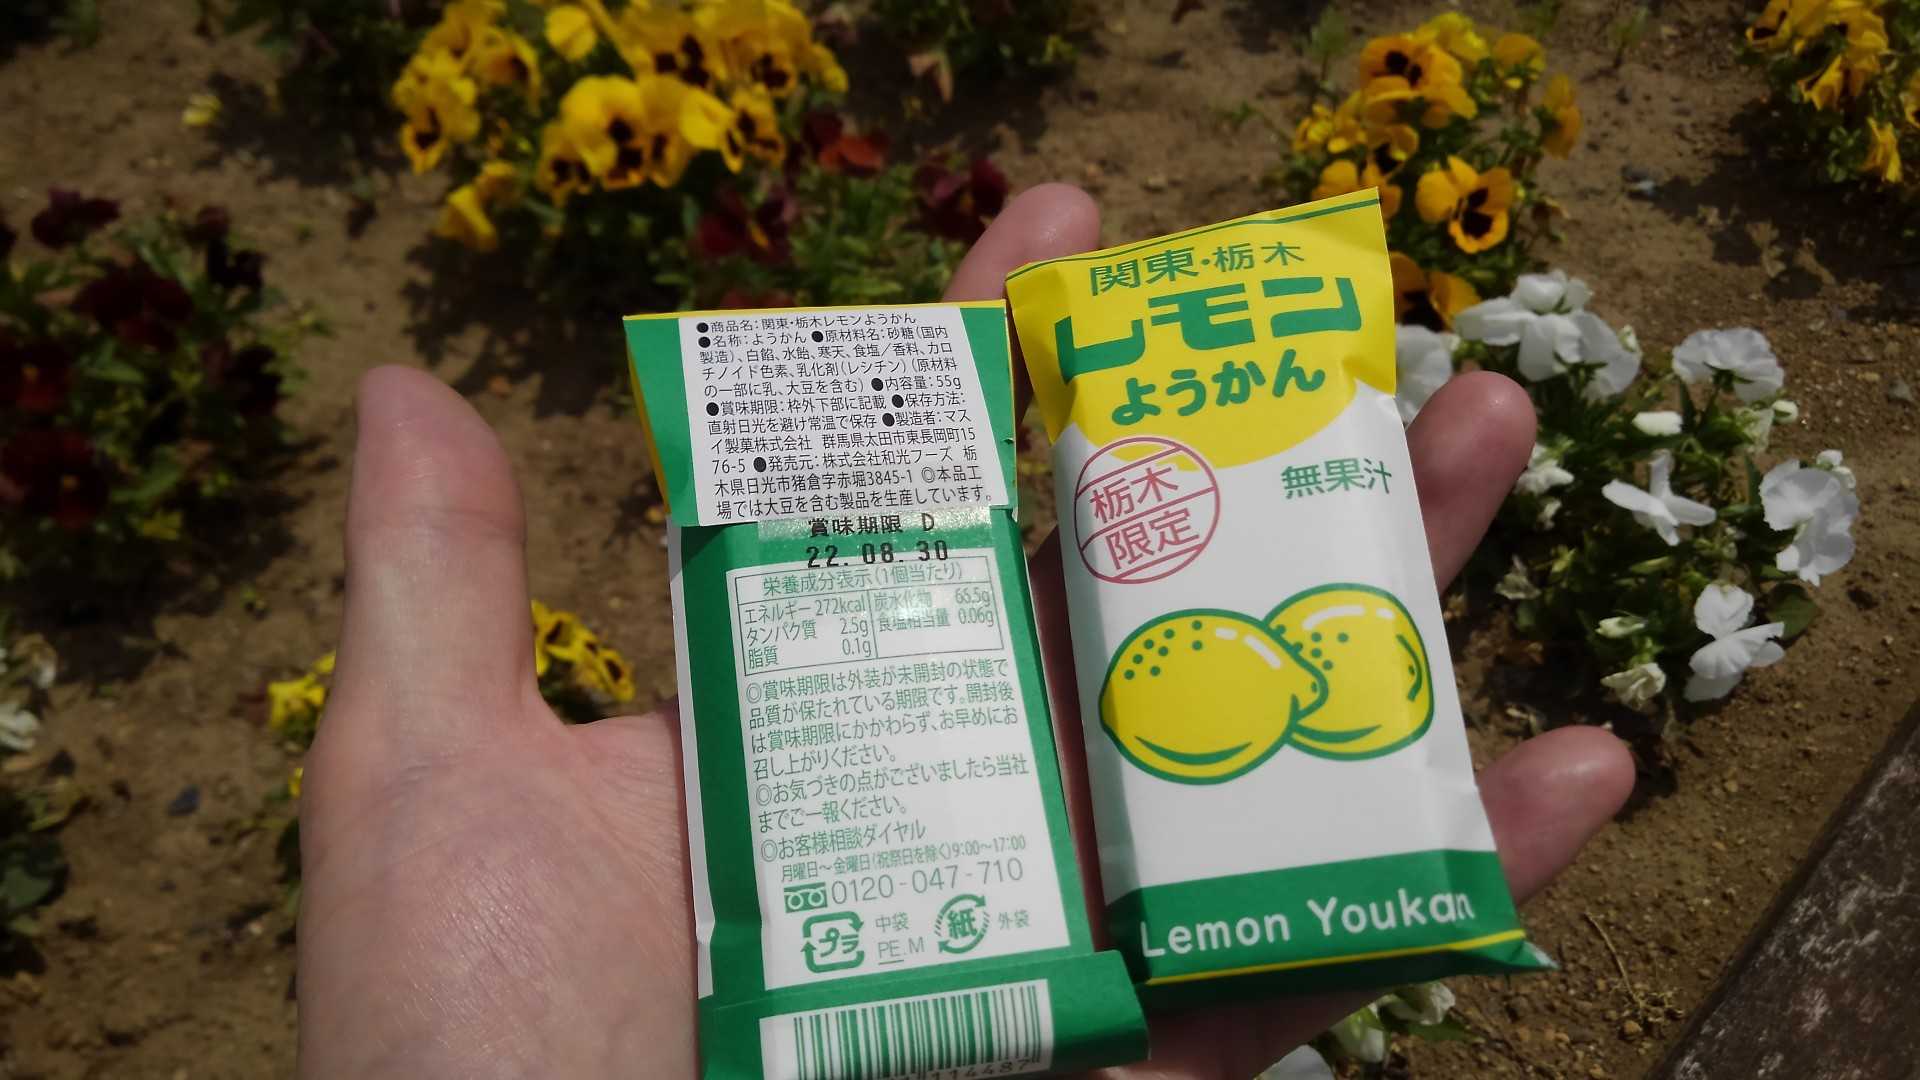 ●商品名:関東・栃木レモンようかん
●名称:ようかん ●原材料名:砂糖(国内
製造)、白餡、水飴、寒天、食塩/香料、カロ
チノイド色素、乳化剤(レシチン)(原材料
の一部に乳、大豆を含む) ●内容量:55g
●賞味期限:枠外下部に記載 ●保存方法:
直射日光を避け常温で保存 ●製造者:マス
イ製菓株式会社 群馬県太田市東長岡町15
76-5 ●発売元:株式会社和光フーズ 栃
木県日光市猪倉字赤堀3845-1 ◎本品工
場では大豆を含む製品を生産しています。
賞味期限 D
22. 08. 30
栄養成分表示(1個当たり)
エネルギー 272kcal 炭水化物 66.5g
タンパク質 2.5g 食塩相当量 0.06g
脂質 0.1g
◎賞味期限は外装が未開封の状態で
品質が保たれている期限です。開封後
は賞味期限にかかわらず、お早めにお
召し上がりください。
◎お気づきの点がございましたら当社
までご一報ください。
◎お客様相談ダイヤル
月曜日〜金曜日(祝祭日を除く)9:00〜17:00
0120-047-710
プラ 中袋 PE.M 紙 外袋
関東・栃木
レモン
ようかん
栃木
限定
無果汁
Lemon Youkan